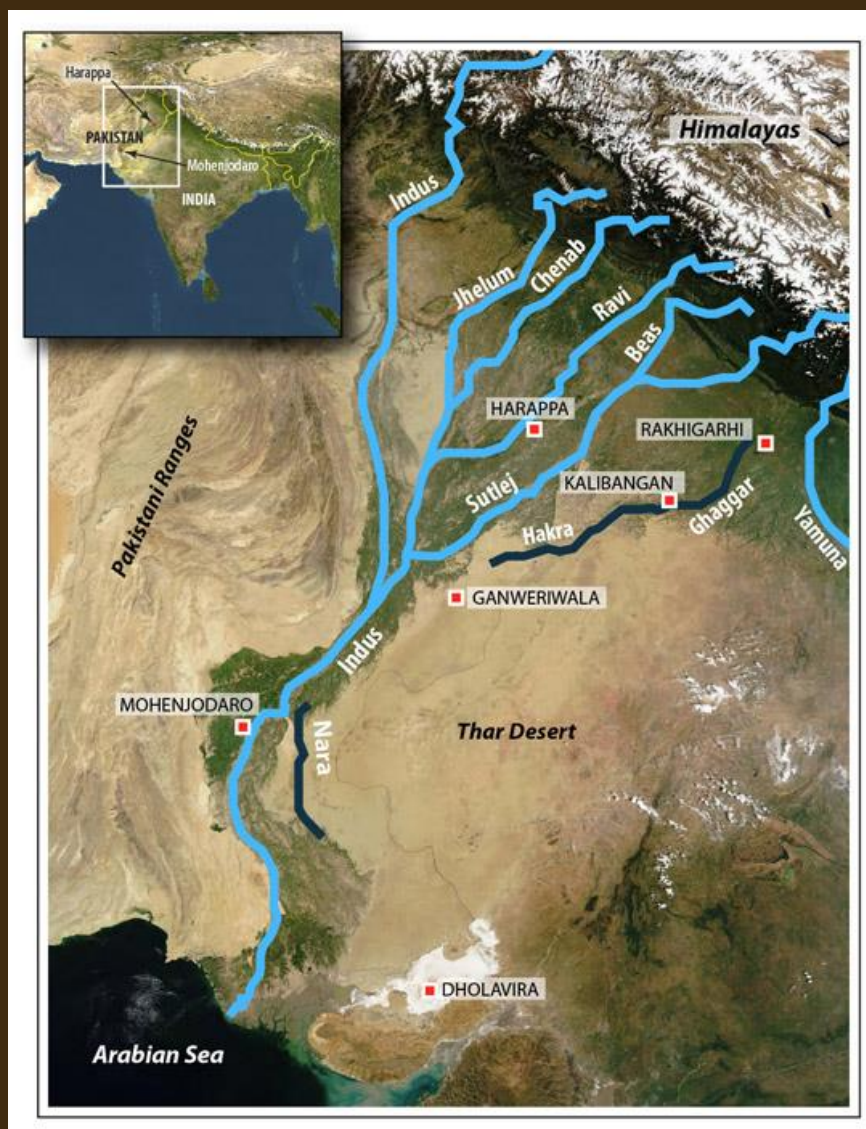 Harappa
PAKISTAN
Mohenjodaro
INDIA
Himalayas
Indus
Jhelum
Chenab
Ravi
Beas
HARAPPA
RAKHIGARHI
KALIBANGAN
Sutlej
Hakra
Ghaggar
Yamuna
Pakistani Ranges
GANWERIWALA
Indus
MOHENJODARO
Nara
Thar Desert
DHOLAVIRA
Arabian Sea